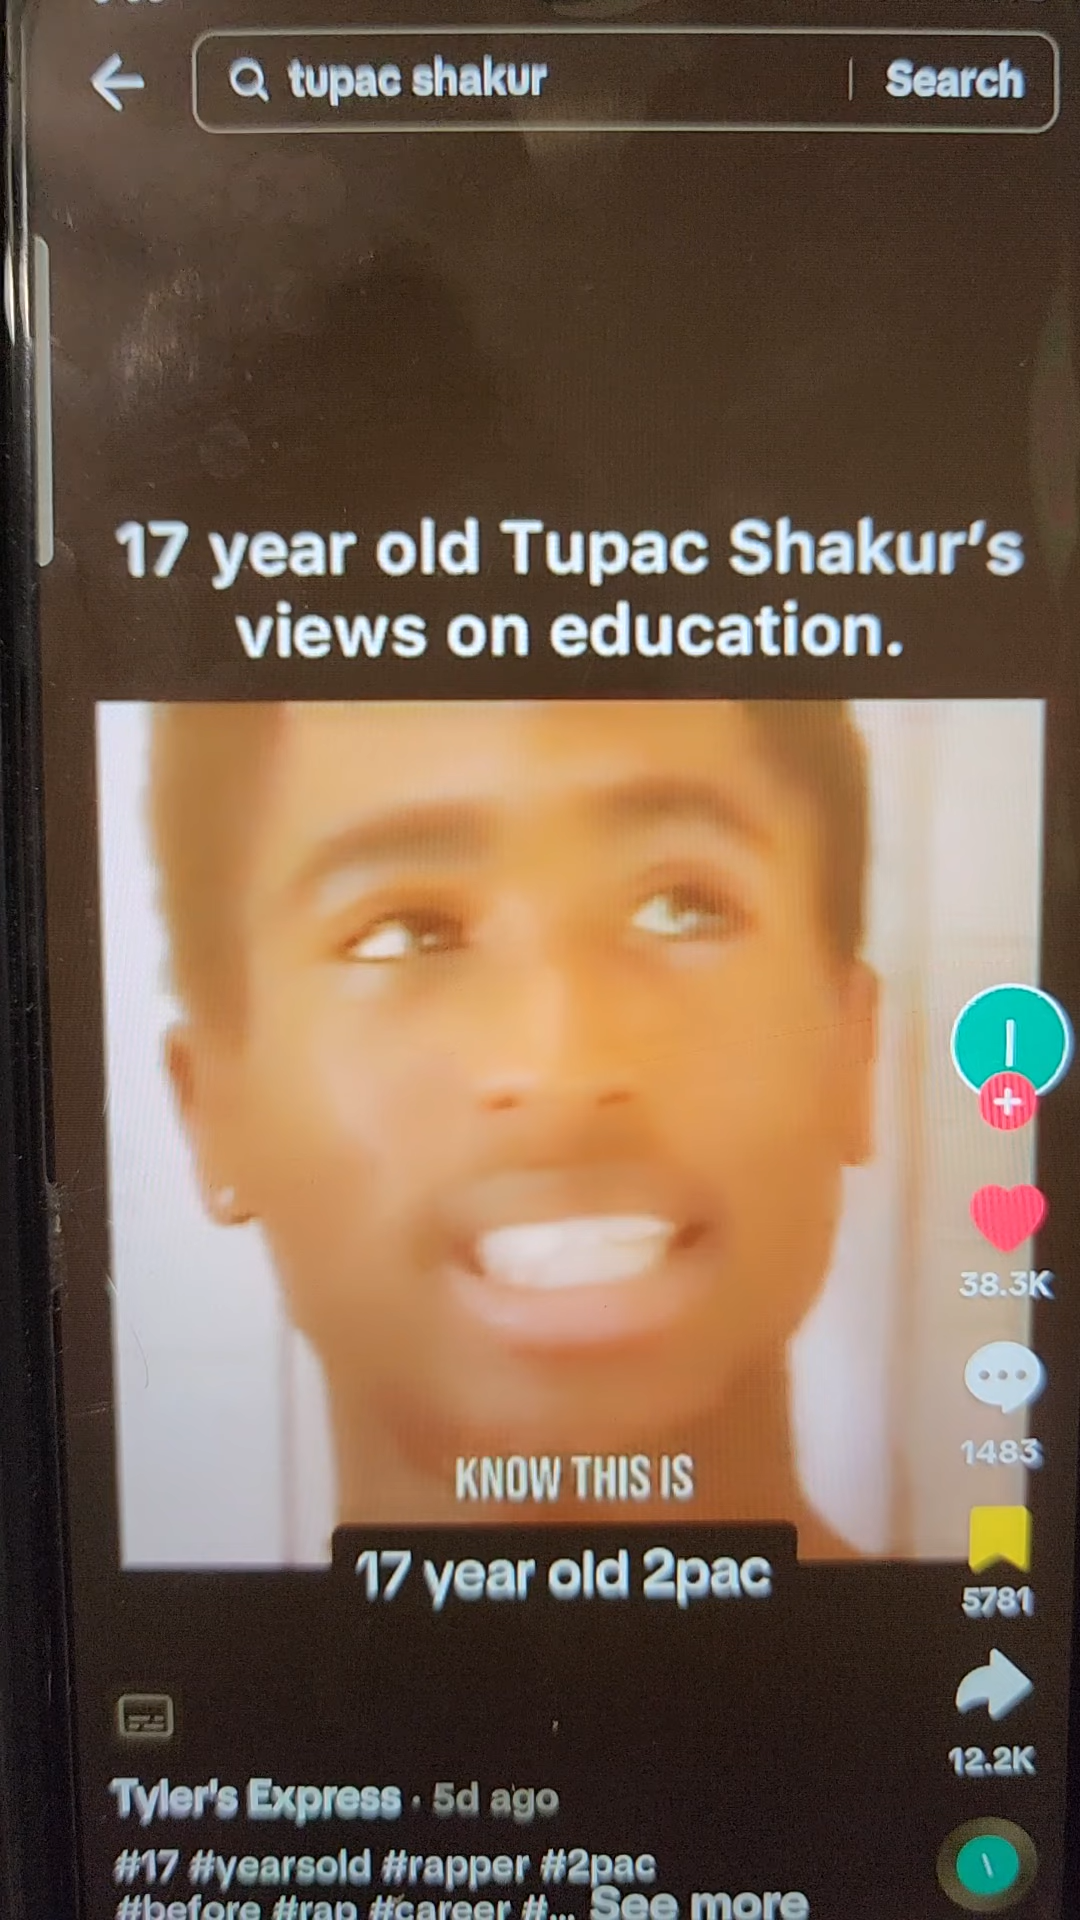 tupac shakur | Search
17 year old Tupac Shakur's
views on education.
38.3K
1483
KNOW THIS IS
17 year old 2pac
5781
12.2K
Tyler's Express · 5d ago
#17 #yearsold #rapper #2pac
#before #rap #career #... See more